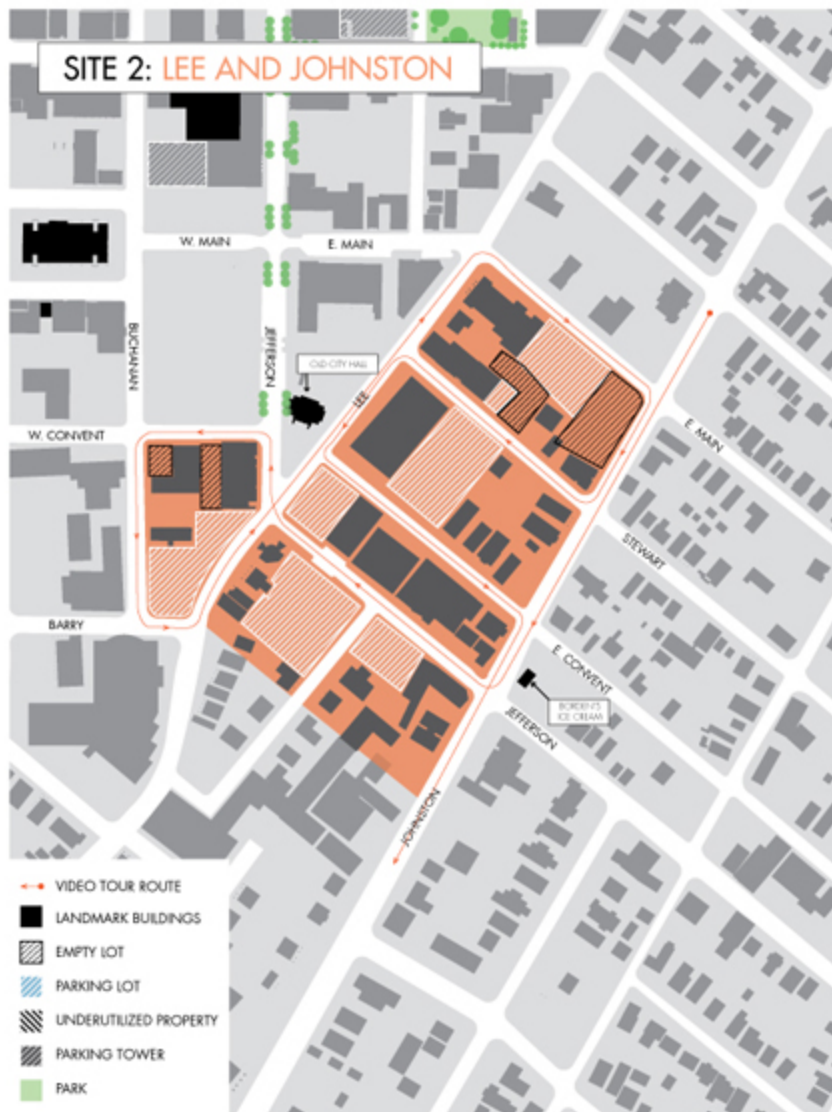 SITE 2: LEE AND JOHNSTON
W. MAIN
E. MAIN
BUCHANAN
JEFFERSON
OLD CITY HALL
LEE
W. CONVENT
E. MAIN
STEWART
BARRY
E. CONVENT
BORDEN'S
ICE CREAM
JEFFERSON
JOHNSTON
VIDEO TOUR ROUTE
LANDMARK BUILDINGS
EMPTY LOT
PARKING LOT
UNDERUTILIZED PROPERTY
PARKING TOWER
PARK